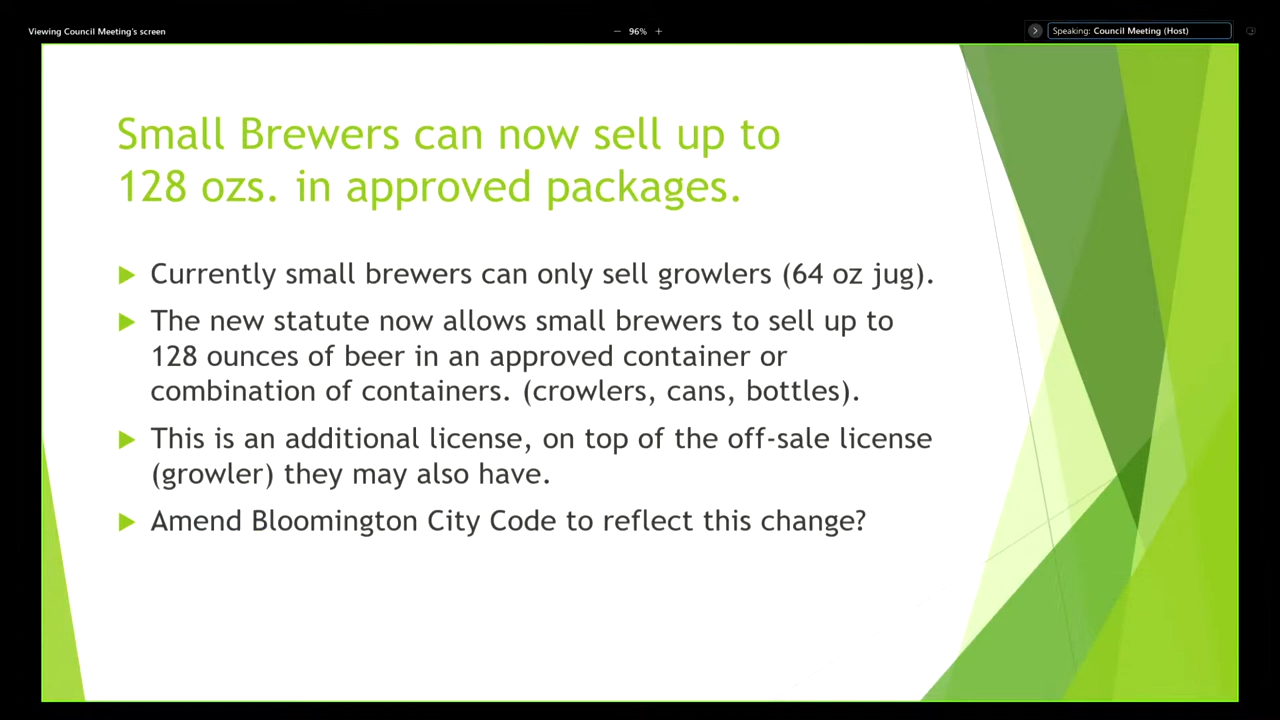 Viewing Council Meeting's screen
− 96% +
Speaking: Council Meeting (Host)
Small Brewers can now sell up to
128 ozs. in approved packages.
Currently small brewers can only sell growlers (64 oz jug).
The new statute now allows small brewers to sell up to
128 ounces of beer in an approved container or
combination of containers. (crowlers, cans, bottles).
This is an additional license, on top of the off-sale license
(growler) they may also have.
Amend Bloomington City Code to reflect this change?